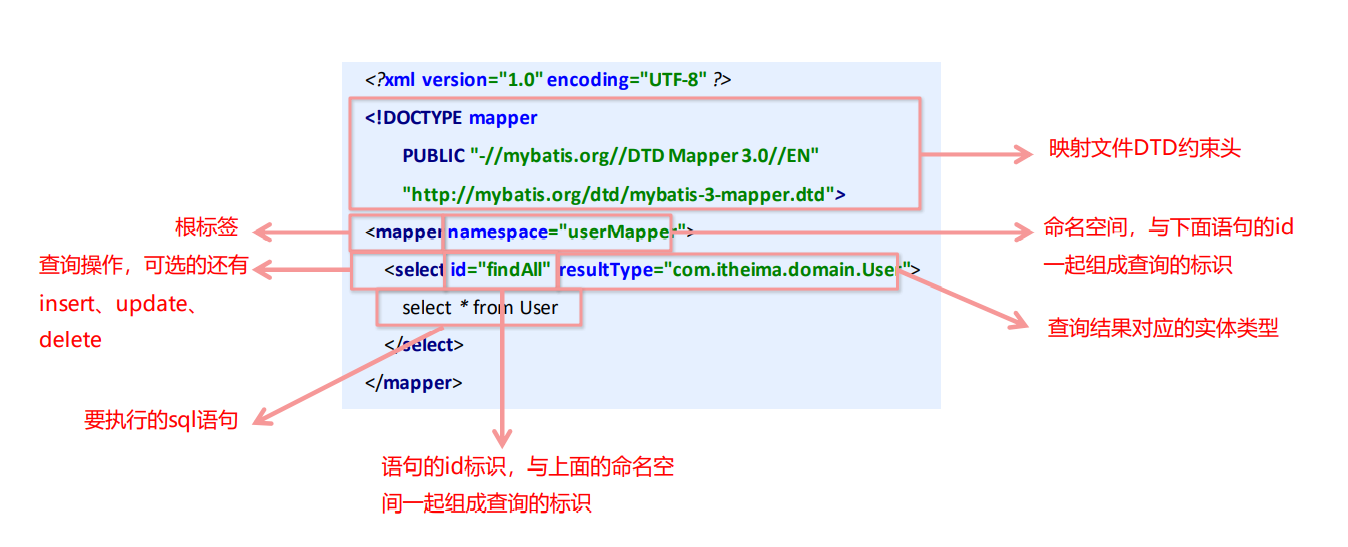 <?xml version="1.0" encoding="UTF-8" ?>
<!DOCTYPE mapper
PUBLIC "-//mybatis.org//DTD Mapper 3.0//EN"
"http://mybatis.org/dtd/mybatis-3-mapper.dtd">
<mapper namespace="userMapper">
<select id="findAll" resultType="com.itheima.domain.User">
select * from User
</select>
</mapper>
映射文件DTD约束头
根标签
命名空间，与下面语句的id
一起组成查询的标识
查询操作，可选的还有
insert、update、
delete
查询结果对应的实体类型
要执行的sql语句
语句的id标识，与上面的命名空
间一起组成查询的标识